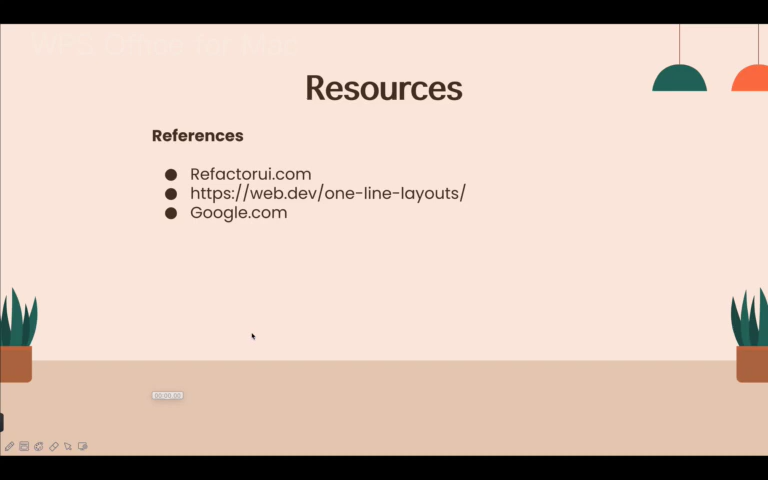 WPS Office for Mac
Resources
References
Refactorui.com
https://web.dev/one-line-layouts/
Google.com
00:00:00